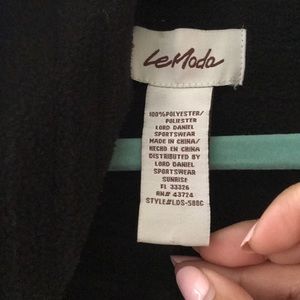 LeModa
100%POLYESTER/
POLIESTER
LORD DANIEL
SPORTSWEAR
MADE IN CHINA/
HECHO EN CHINA
DISTRIBUTED BY
LORD DANIEL
SPORTSWEAR
SUNRISE
FL 33326
RN# 43724
STYLE#LDS-588C